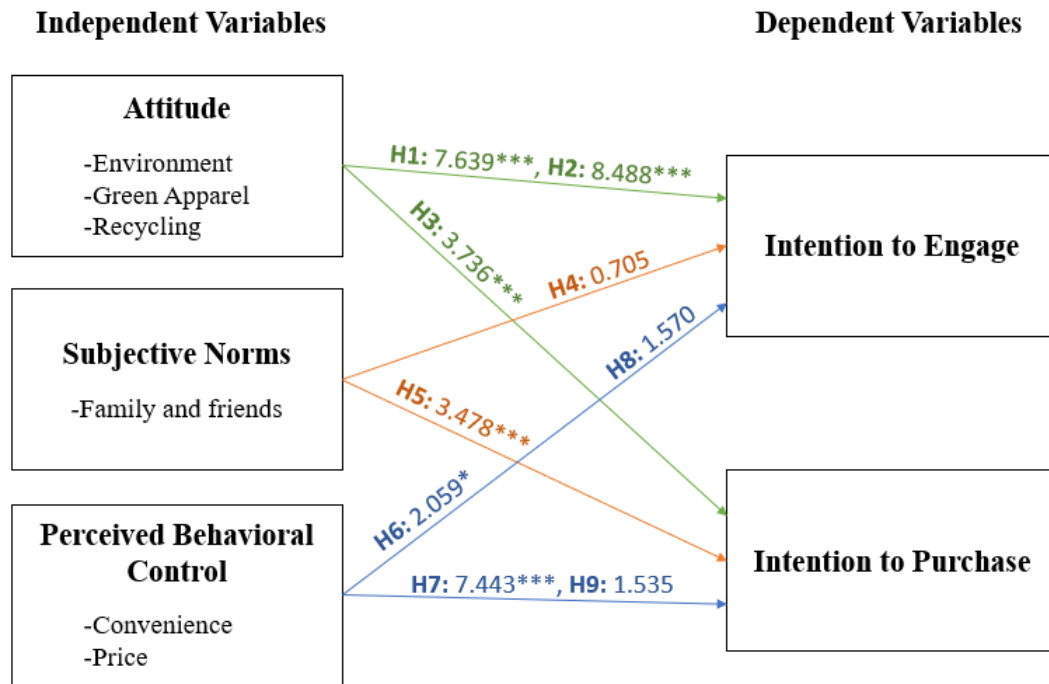 Independent Variables
Dependent Variables
Attitude
-Environment
-Green Apparel
-Recycling
H1: 7.639***, H2: 8.488***
H3: 3.736***
Intention to Engage
H4: 0.705
Subjective Norms
-Family and friends
H8: 1.570
H5: 3.478***
H6: 2.059*
Perceived Behavioral
Control
-Convenience
-Price
H7: 7.443***, H9: 1.535
Intention to Purchase